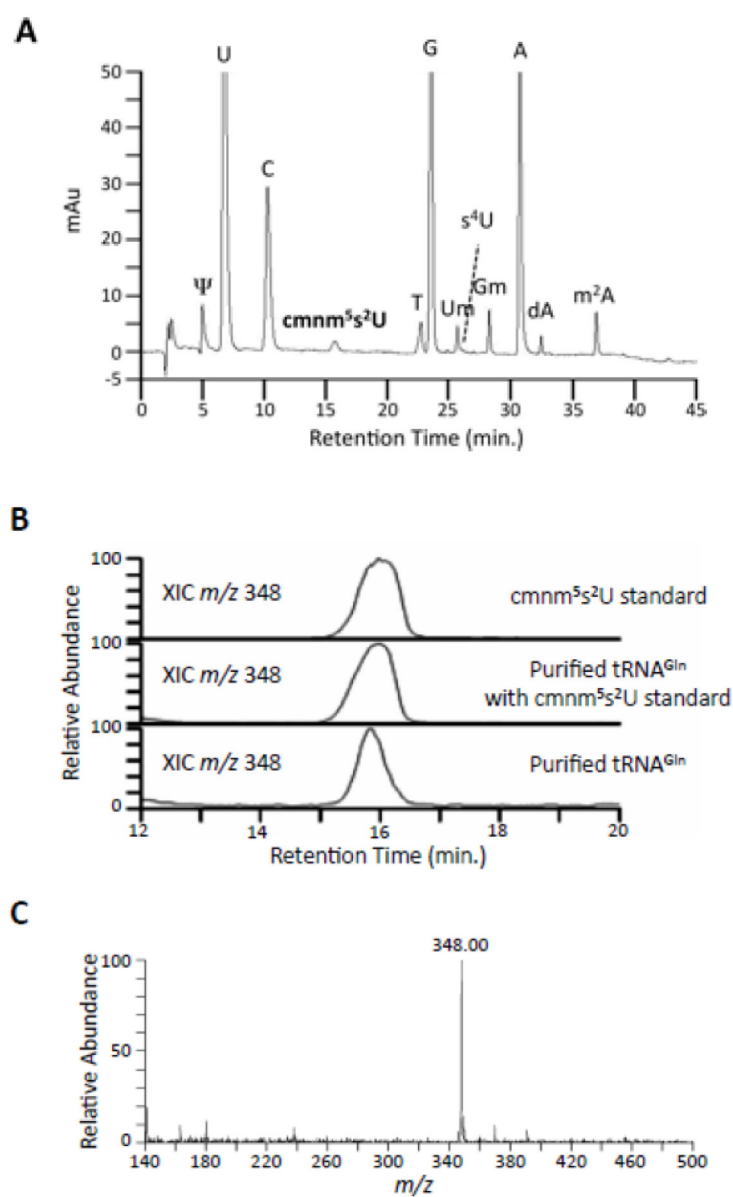 A
U
G
A
50
40
30
20
10
0
-5
mAu
C
s⁴U
Ψ
cmnm⁵s²U
T
Um
Gm
dA
m²A
0 5 10 15 20 25 30 35 40 45
Retention Time (min.)
B
Relative Abundance
100
XIC m/z 348
cmnm⁵s²U standard
100
XIC m/z 348
Purified tRNAᴳˡⁿ
with cmnm⁵s²U standard
100
XIC m/z 348
Purified tRNAᴳˡⁿ
0
12 14 16 18 20
Retention Time (min.)
C
348.00
Relative Abundance
100
50
0
140 180 220 260 300 340 380 420 460 500
m/z